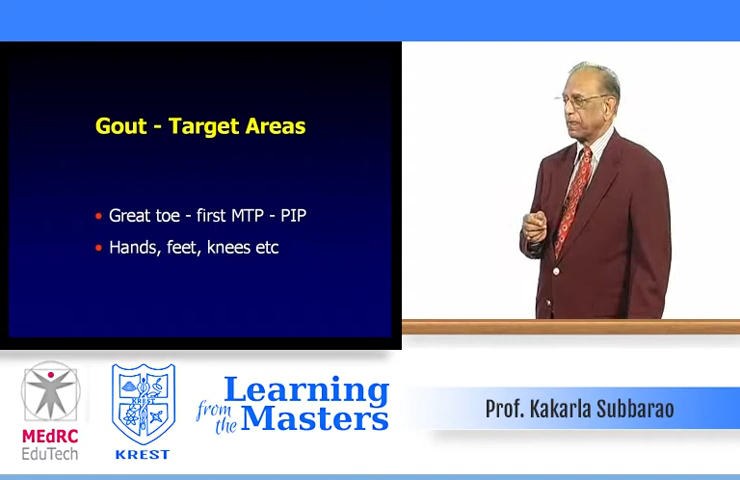 Gout - Target Areas
Great toe - first MTP - PIP
Hands, feet, knees etc
MEdRC
EduTech
KREST
KREST
Learning
from the Masters
Prof. Kakarla Subbarao